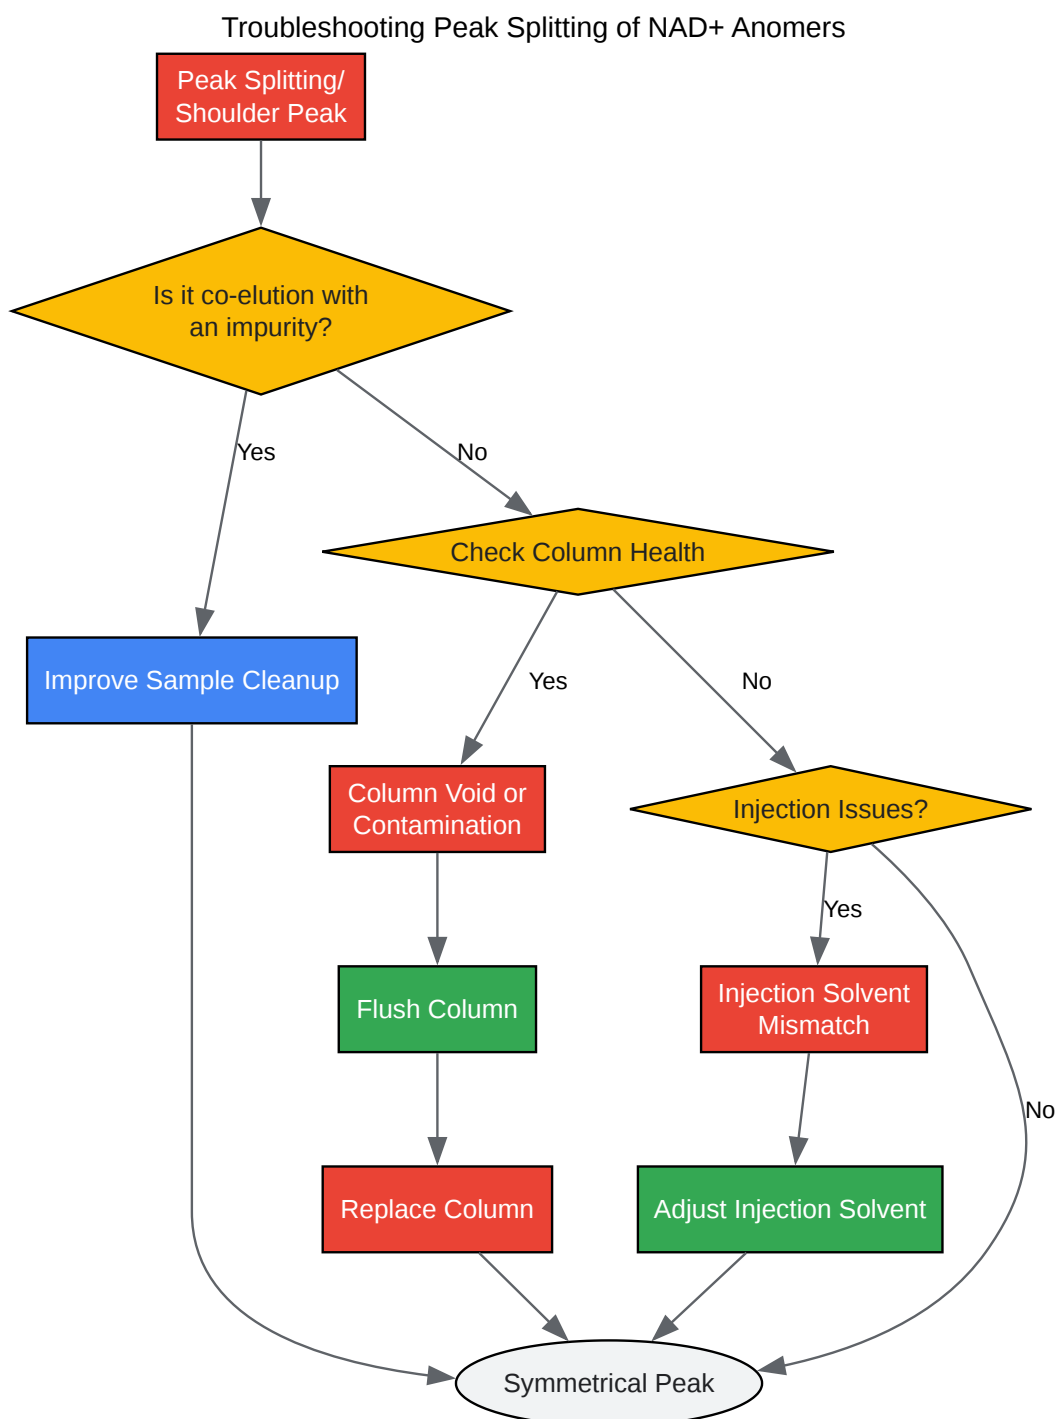 Troubleshooting Peak Splitting of NAD+ Anomers
Peak Splitting/
Shoulder Peak
Is it co-elution with
an impurity?
Yes
No
Check Column Health
Improve Sample Cleanup
Yes
No
Column Void or
Contamination
Injection Issues?
Yes
Flush Column
Injection Solvent
Mismatch
No
Replace Column
Adjust Injection Solvent
Symmetrical Peak